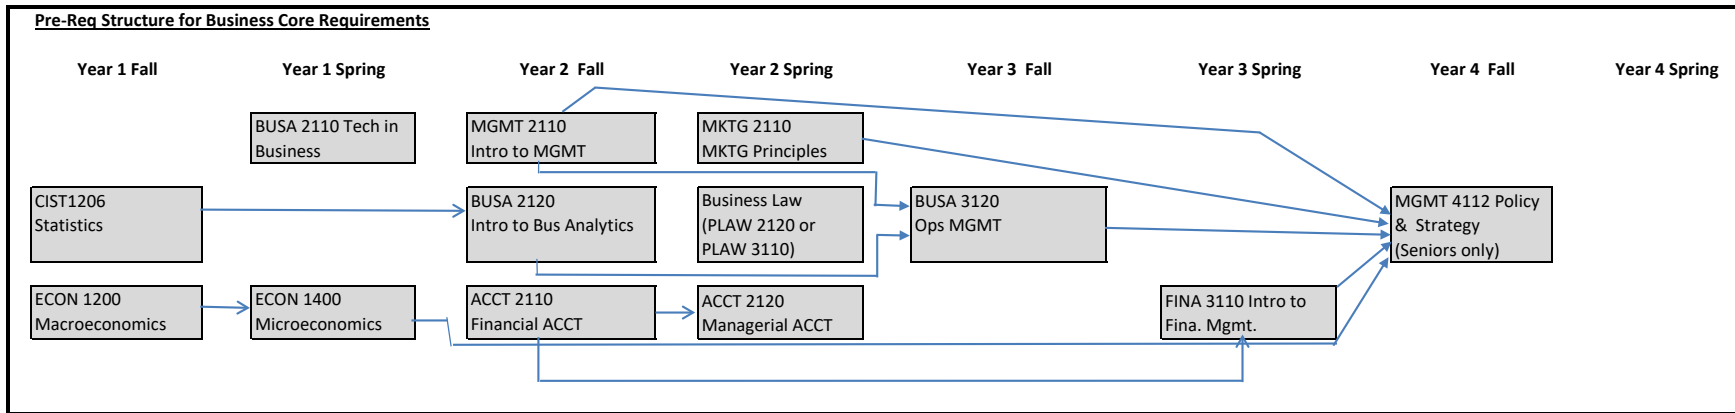 Pre-Req Structure for Business Core Requirements
Year 1 Fall
Year 1 Spring
Year 2  Fall
Year 2 Spring
Year 3  Fall
Year 3 Spring
Year 4  Fall
Year 4 Spring
BUSA 2110 Tech in
Business
MGMT 2110
Intro to MGMT
MKTG 2110
MKTG Principles
CIST1206
Statistics
BUSA 2120
Intro to Bus Analytics
Business Law
(PLAW 2120 or
PLAW 3110)
BUSA 3120
Ops MGMT
MGMT 4112 Policy
&  Strategy
(Seniors only)
ECON 1200
Macroeconomics
ECON 1400
Microeconomics
ACCT 2110
Financial ACCT
ACCT 2120
Managerial ACCT
FINA 3110 Intro to
Fina. Mgmt.